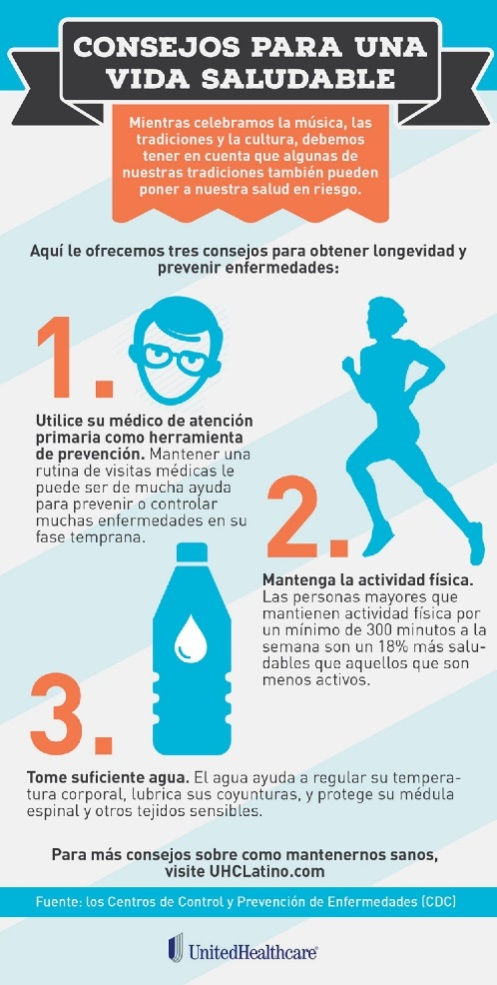 CONSEJOS PARA UNA
VIDA SALUDABLE
Mientras celebramos la música, las
tradiciones y la cultura, debemos
tener en cuenta que algunas de
nuestras tradiciones también pueden
poner a nuestra salud en riesgo.
Aquí le ofrecemos tres consejos para obtener longevidad y
prevenir enfermedades:
1.
Utilice su médico de atención
primaria como herramienta
de prevención. Mantener una
rutina de visitas médicas le
puede ser de mucha ayuda
para prevenir o controlar
muchas enfermedades en su
fase temprana.
2.
Mantenga la actividad física.
Las personas mayores que
mantienen actividad física por
un mínimo de 300 minutos a la
semana son un 18% más salu-
dables que aquellos que son
menos activos.
3.
Tome suficiente agua. El agua ayuda a regular su tempera-
tura corporal, lubrica sus coyunturas, y protege su médula
espinal y otros tejidos sensibles.
Para más consejos sobre como mantenernos sanos,
visite UHCLatino.com
Fuente: los Centros de Control y Prevención de Enfermedades (CDC)
UnitedHealthcare®